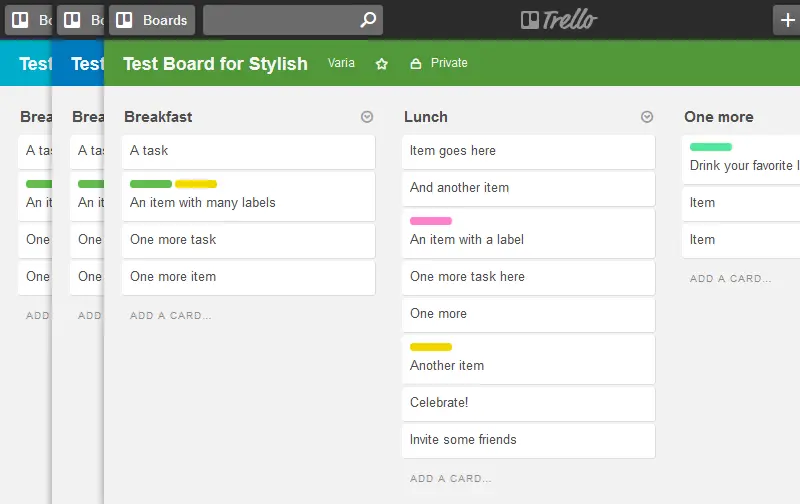 Bo
Bo
Boards
Trello
Test
Test
Test Board for Stylish
Varia
Private
Brea
Brea
Breakfast
Lunch
One more
A tas
A tas
A task
Item goes here
Drink your favorite l
And another item
An it
An it
An item with many labels
Item
An item with a label
One
One
One more task
Item
One
One
One more item
One more task here
ADD A CARD...
ADD
ADD
ADD A CARD...
One more
Another item
Celebrate!
Invite some friends
ADD A CARD...